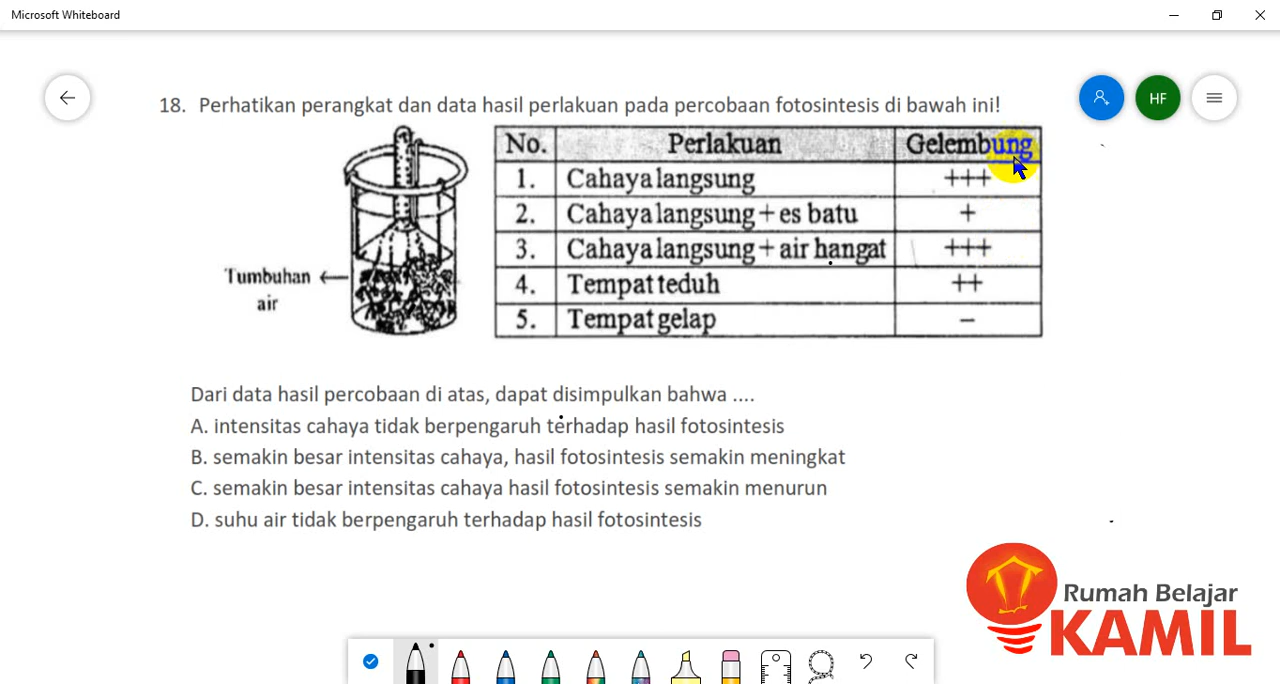 Microsoft Whiteboard
HF
18. Perhatikan perangkat dan data hasil perlakuan pada percobaan fotosintesis di bawah ini!
No. Perlakuan Gelembung
1. Cahaya langsung +++
2. Cahaya langsung + es batu +
3. Cahaya langsung + air hangat +++
4. Tempat teduh ++
5. Tempat gelap –
Tumbuhan
air
Dari data hasil percobaan di atas, dapat disimpulkan bahwa ....
A. intensitas cahaya tidak berpengaruh terhadap hasil fotosintesis
B. semakin besar intensitas cahaya, hasil fotosintesis semakin meningkat
C. semakin besar intensitas cahaya hasil fotosintesis semakin menurun
D. suhu air tidak berpengaruh terhadap hasil fotosintesis
Rumah Belajar
KAMIL